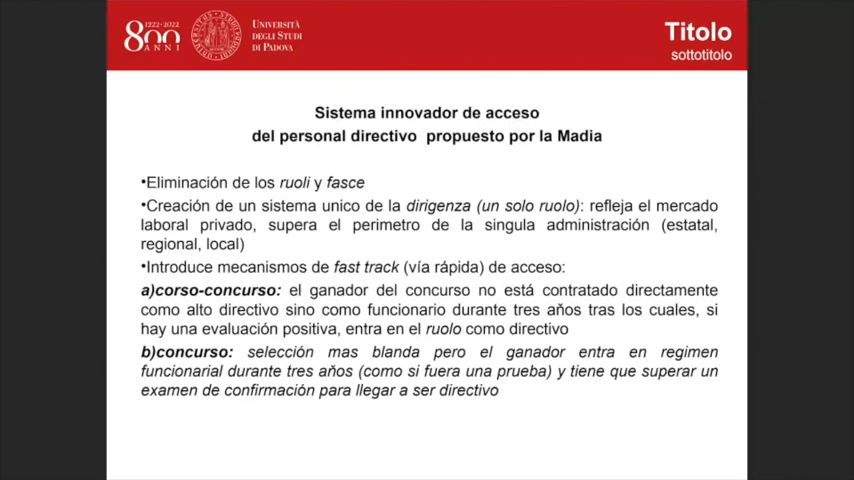 1222-2022
800
ANNI
UNIVERSITÀ
DEGLI STUDI
DI PADOVA
Titolo
sottotitolo
Sistema innovador de acceso
del personal directivo propuesto por la Madia
•Eliminación de los ruoli y fasce
•Creación de un sistema unico de la dirigenza (un solo ruolo): refleja el mercado
laboral privado, supera el perimetro de la singula administración (estatal,
regional, local)
•Introduce mecanismos de fast track (vía rápida) de acceso:
a)corso-concurso: el ganador del concurso no está contratado directamente
como alto directivo sino como funcionario durante tres años tras los cuales, si
hay una evaluación positiva, entra en el ruolo como directivo
b)concurso: selección mas blanda pero el ganador entra en regimen
funcionarial durante tres años (como si fuera una prueba) y tiene que superar un
examen de confirmación para llegar a ser directivo